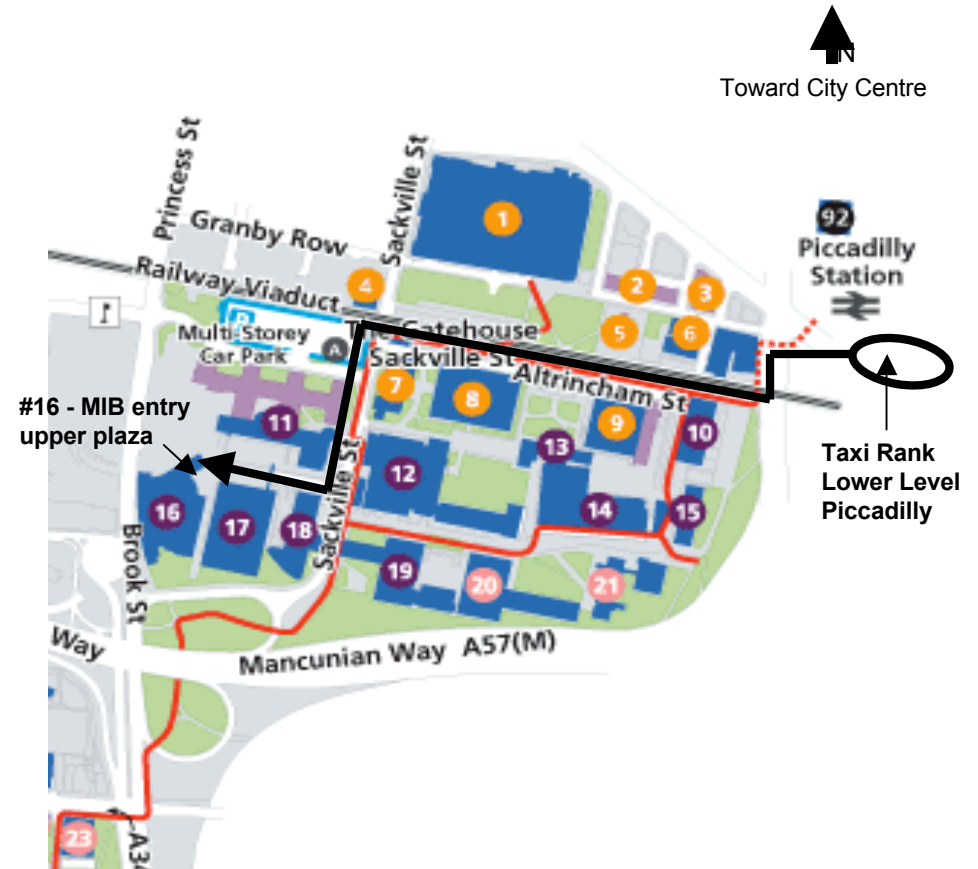 N
Toward City Centre
Princess St
Sackville St
Granby Row
1
92
Piccadilly
Station
Railway Viaduct
4
2
3
5
6
P
Multi-Storey
Car Park
A
The Gatehouse
Sackville St
Altrincham St
7
8
9
10
#16 - MIB entry
upper plaza
11
12
13
14
15
Taxi Rank
Lower Level
Piccadilly
16
17
18
Sackville St
Brook St
19
20
21
Way
Mancunian Way A57(M)
23